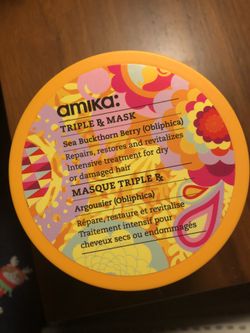 amika:
TRIPLE Rx MASK
Sea Buckthorn Berry (Obliphica)
Repairs, restores and revitalizes
Intensive treatment for dry
or damaged hair
MASQUE TRIPLE Rx
Argousier (Obliphica)
Répare, restaure et revitalise
Traitement intensif pour
cheveux secs ou endommagés